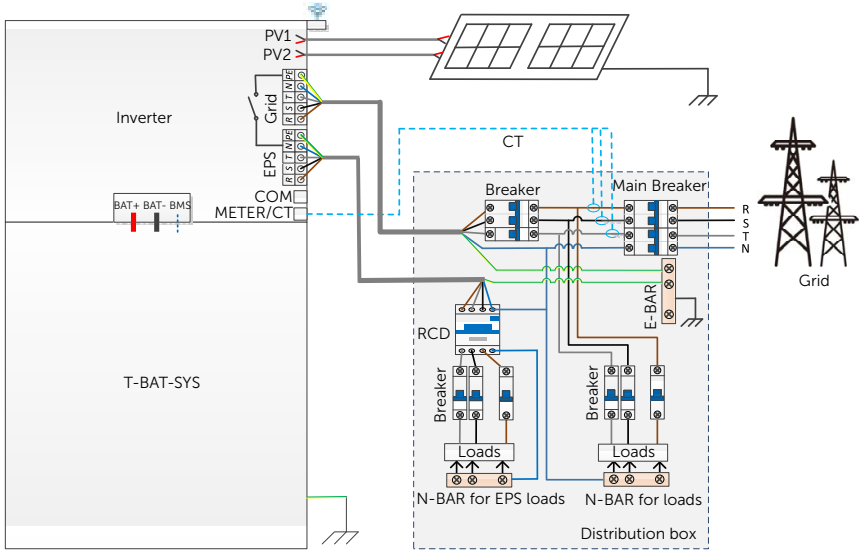 PV1
PV2
Inverter
Grid
PE
N
T
S
R
EPS
PE
N
T
S
R
COM
METER/CT
BAT+ BAT- BMS
T-BAT-SYS
CT
Breaker
Main Breaker
R
S
T
N
Grid
E-BAR
RCD
Breaker
Breaker
Loads
Loads
N-BAR for EPS loads
N-BAR for loads
Distribution box